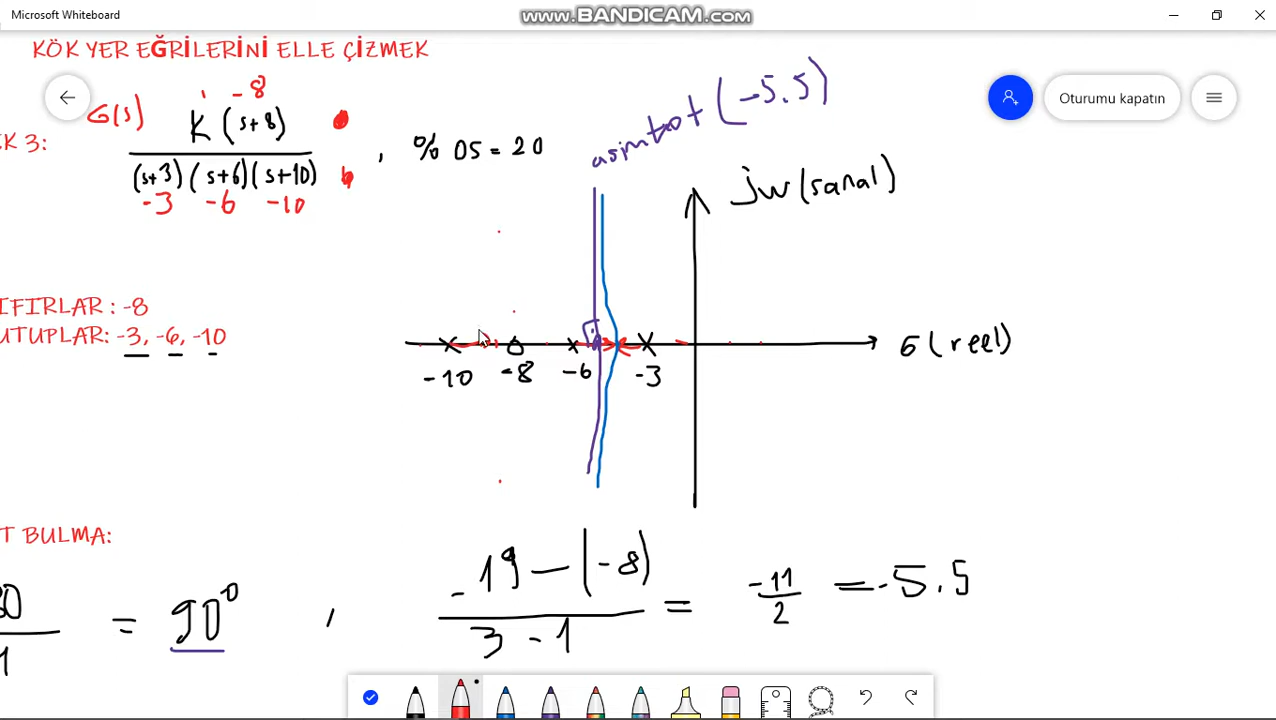 Microsoft Whiteboard
www.BANDICAM.com
KÖK YER EĞRİLERİNİ ELLE ÇİZMEK
Oturumu kapatın
-8
G(s)
K (s+8)
K 3:
, % OS = 20
(s+3) (s+6) (s+10)
-3 -6 -10
asimtot (-5.5)
jw (sanal)
IFIRLAR : -8
UTUPLAR: -3, -6, -10
σ (reel)
-10 -8 -6 -3
T BULMA:
80
= 90°
,
-19 - (-8)
3 - 1
= -11
2
= -5.5
1